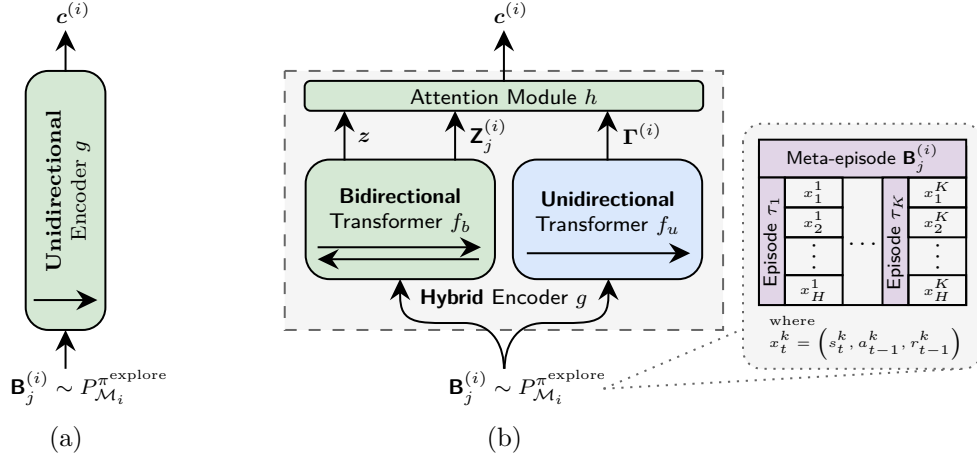 c^{(i)}
Unidirectional
Encoder g
B_j^{(i)} ∼ P_{M_i}^{π^{explore}}
(a)
c^{(i)}
Attention Module h
z
Z_j^{(i)}
Γ^{(i)}
Bidirectional
Transformer f_b
Unidirectional
Transformer f_u
Hybrid Encoder g
B_j^{(i)} ∼ P_{M_i}^{π^{explore}}
(b)
Meta-episode B_j^{(i)}
Episode τ_1
x_1^1
x_2^1
⋮
x_H^1
· · ·
Episode τ_K
x_1^K
x_2^K
⋮
x_H^K
where
x_t^k = (s_t^k, a_{t−1}^k, r_{t−1}^k)